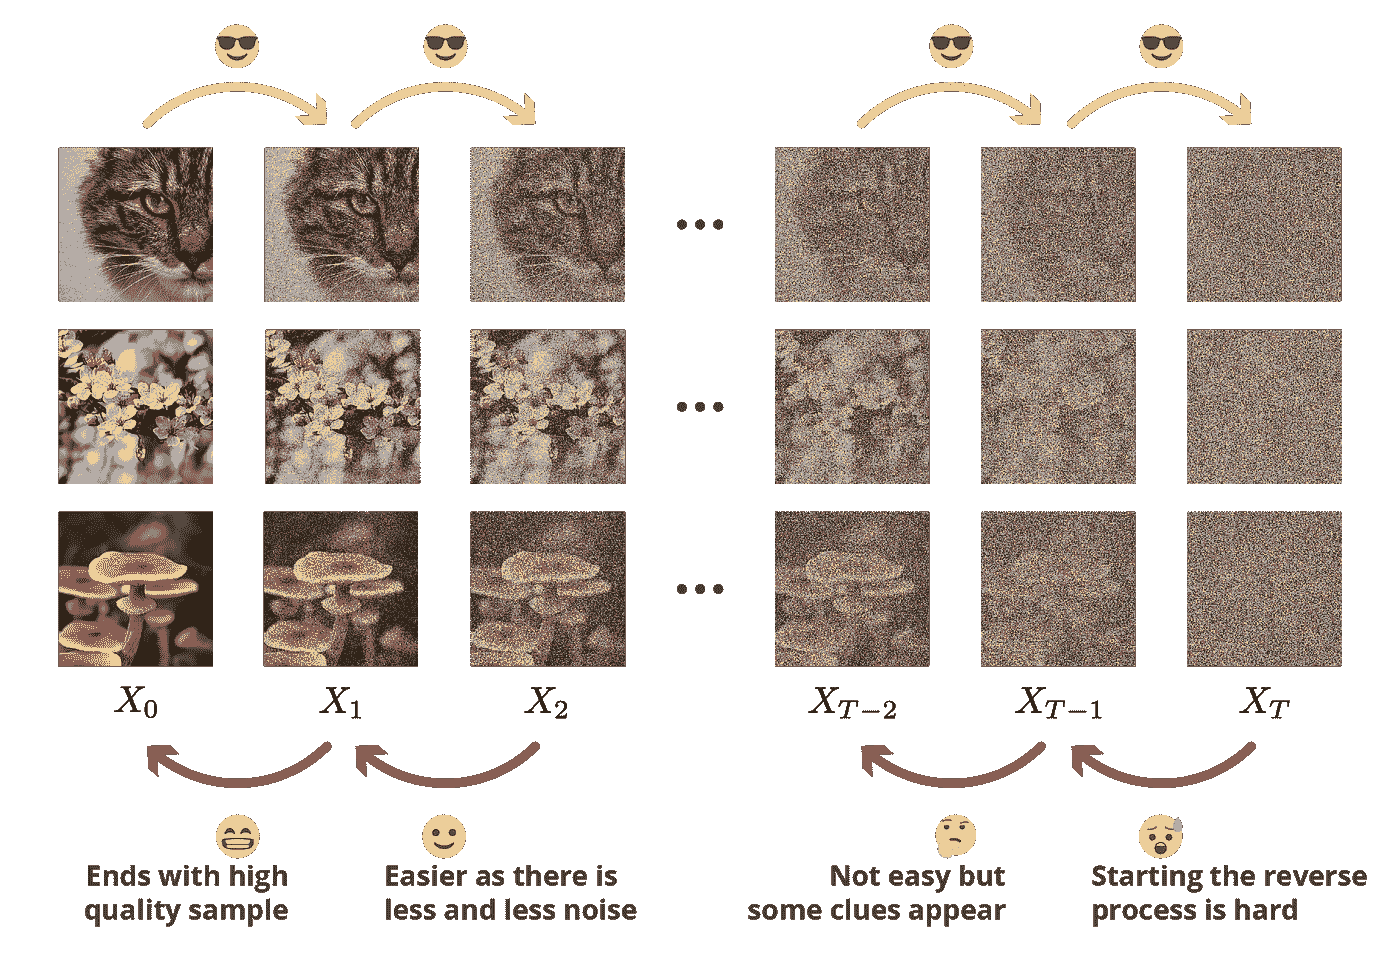 X_0 X_1 X_2 ... X_{T-2} X_{T-1} X_T
Ends with high
quality sample
Easier as there is
less and less noise
Not easy but
some clues appear
Starting the reverse
process is hard